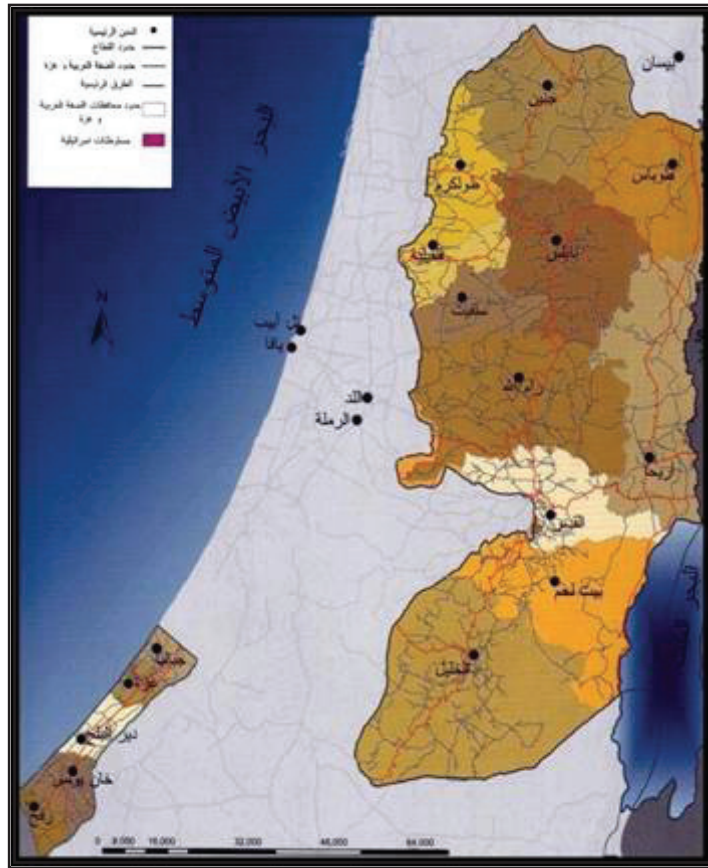 المدن الرئيسية
حدود القطاع
حدود الضفة الغربية و غزة
الطرق الرئيسية
حدود محافظات الضفة الغربية
و غزة
مستوطنات اسرائيلية
البحر الأبيض المتوسط
N
بيسان
جنين
طوباس
طولكرم
نابلس
قلقيلية
سلفيت
تل أبيب
يافا
رام الله
اللد
الرملة
أريحا
القدس
بيت لحم
البحر
الخليل
جباليا
غزة
دير البلح
خان يونس
رفح
0 8,000 16,000 32,000 48,000 64,000